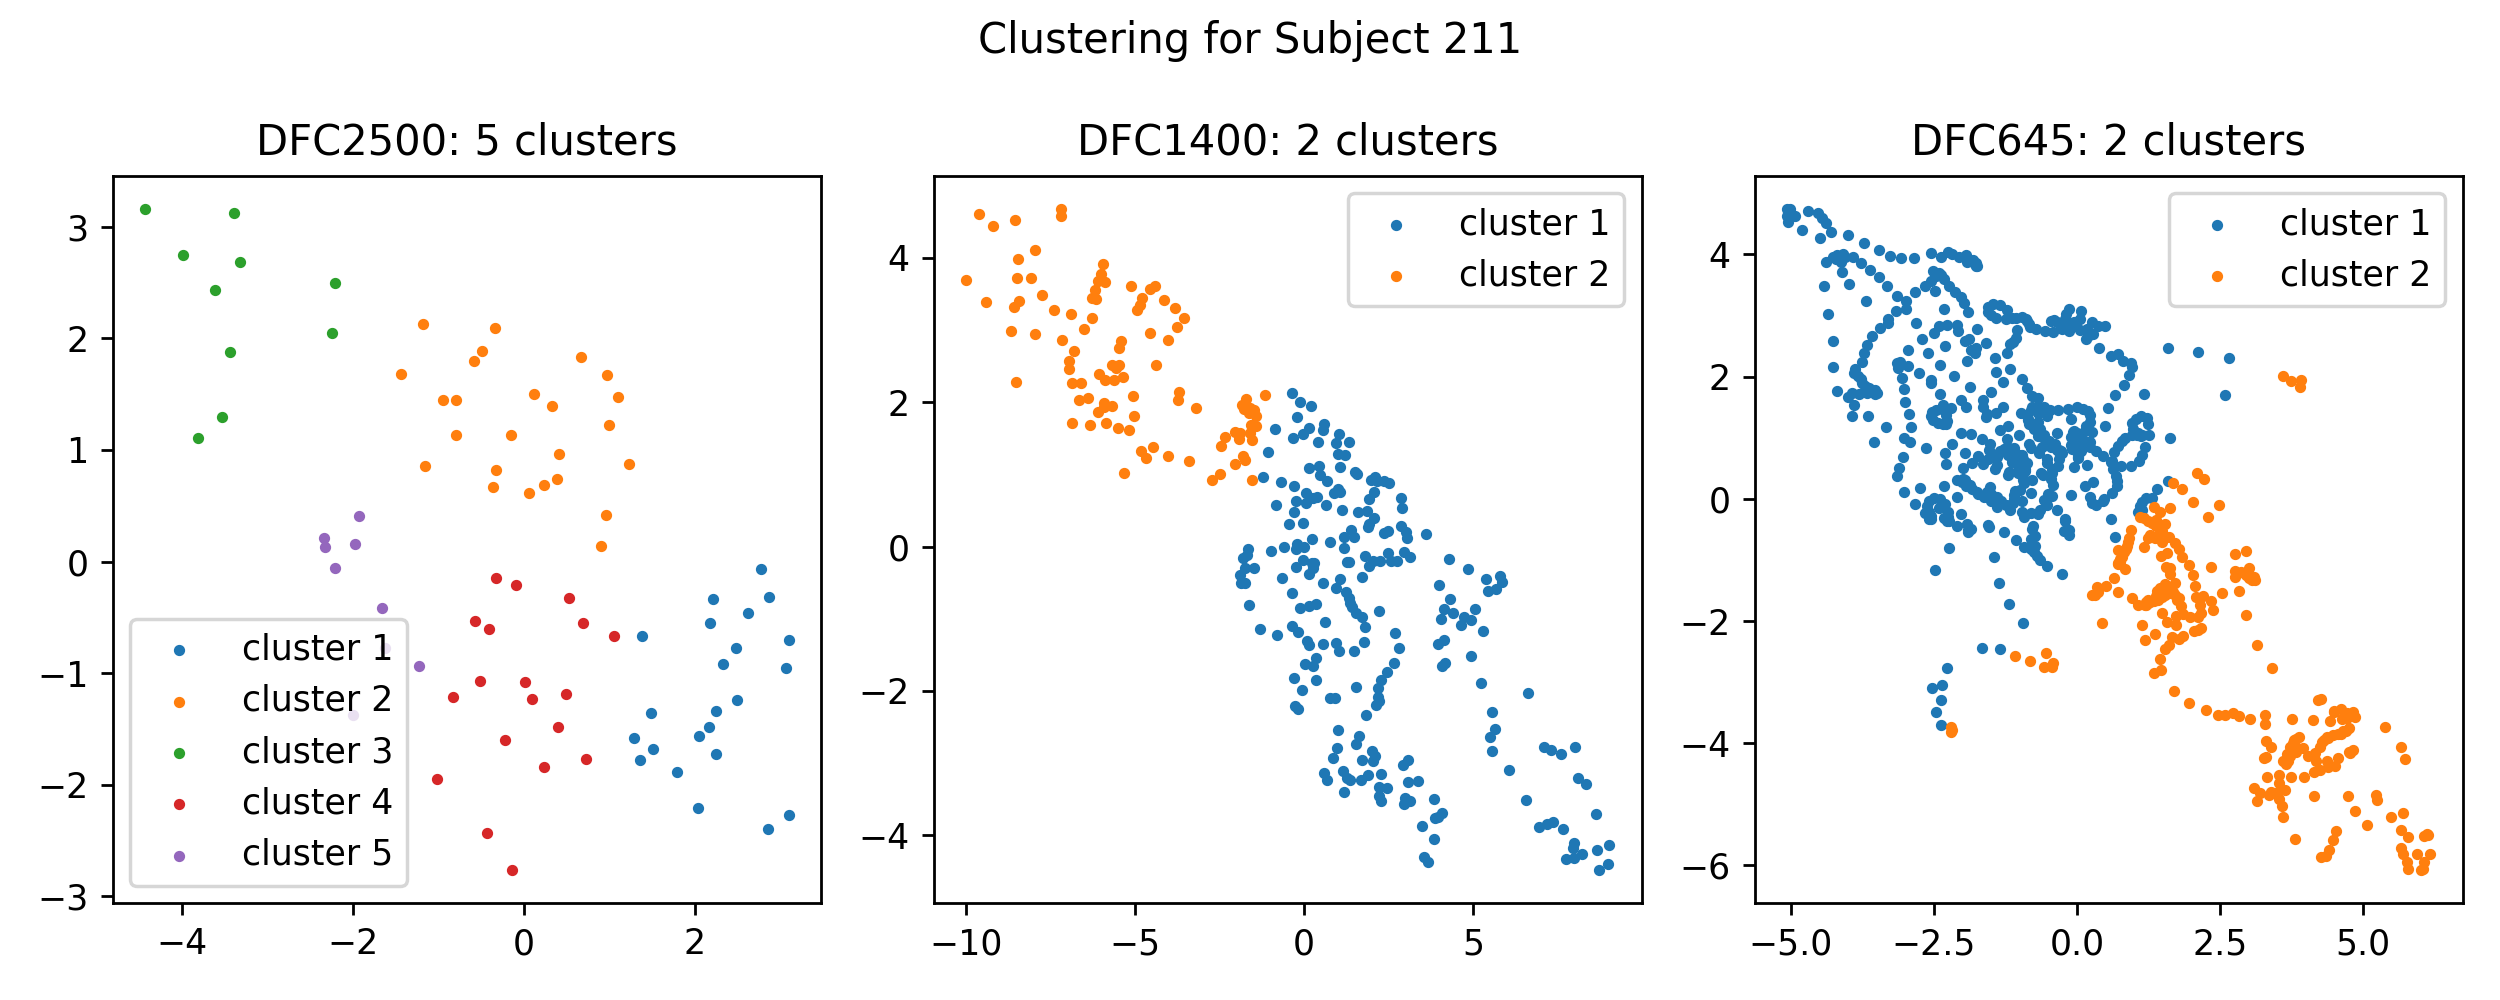 Clustering for Subject 211
DFC2500: 5 clusters
3
2
1
0
−1
−2
−3
−4
−2
0
2
cluster 1
cluster 2
cluster 3
cluster 4
cluster 5
DFC1400: 2 clusters
4
2
0
−2
−4
−10
−5
0
5
cluster 1
cluster 2
DFC645: 2 clusters
4
2
0
−2
−4
−6
−5.0
−2.5
0.0
2.5
5.0
cluster 1
cluster 2